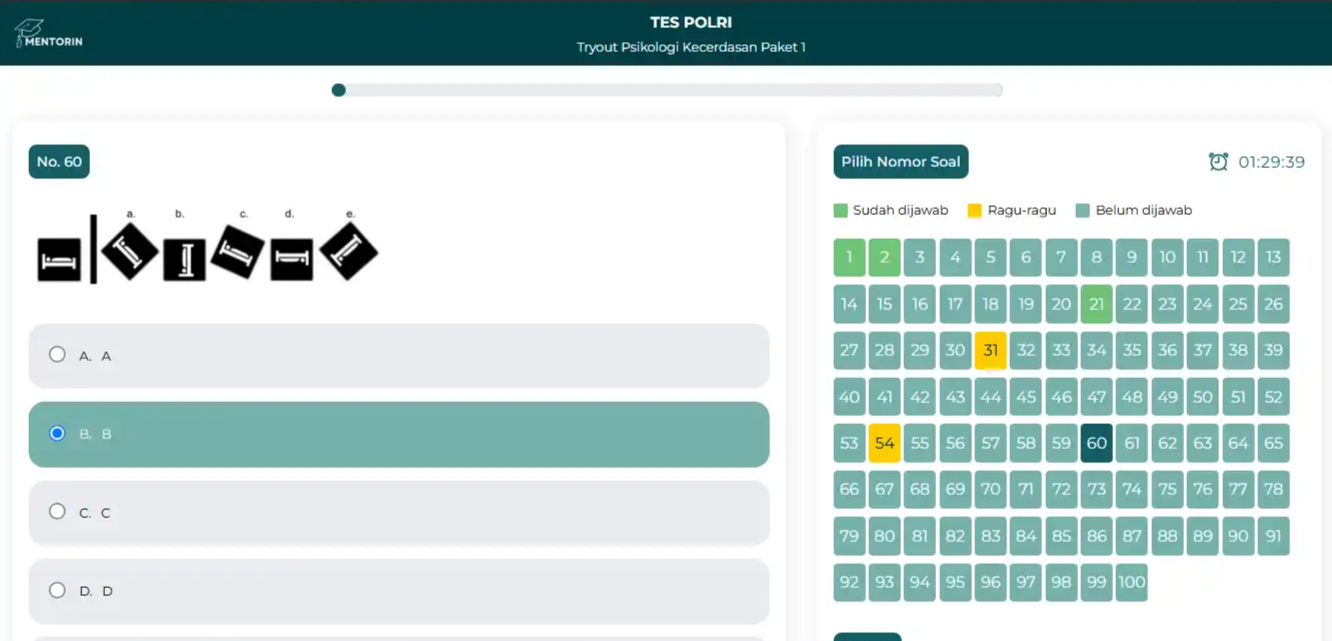 MENTORIN
TES POLRI
Tryout Psikologi Kecerdasan Paket 1
No. 60
a. b. c. d. e.
A. A
B. B
C. C
D. D
Pilih Nomor Soal
01:29:39
Sudah dijawab Ragu-ragu Belum dijawab
1 2 3 4 5 6 7 8 9 10 11 12 13
14 15 16 17 18 19 20 21 22 23 24 25 26
27 28 29 30 31 32 33 34 35 36 37 38 39
40 41 42 43 44 45 46 47 48 49 50 51 52
53 54 55 56 57 58 59 60 61 62 63 64 65
66 67 68 69 70 71 72 73 74 75 76 77 78
79 80 81 82 83 84 85 86 87 88 89 90 91
92 93 94 95 96 97 98 99 100